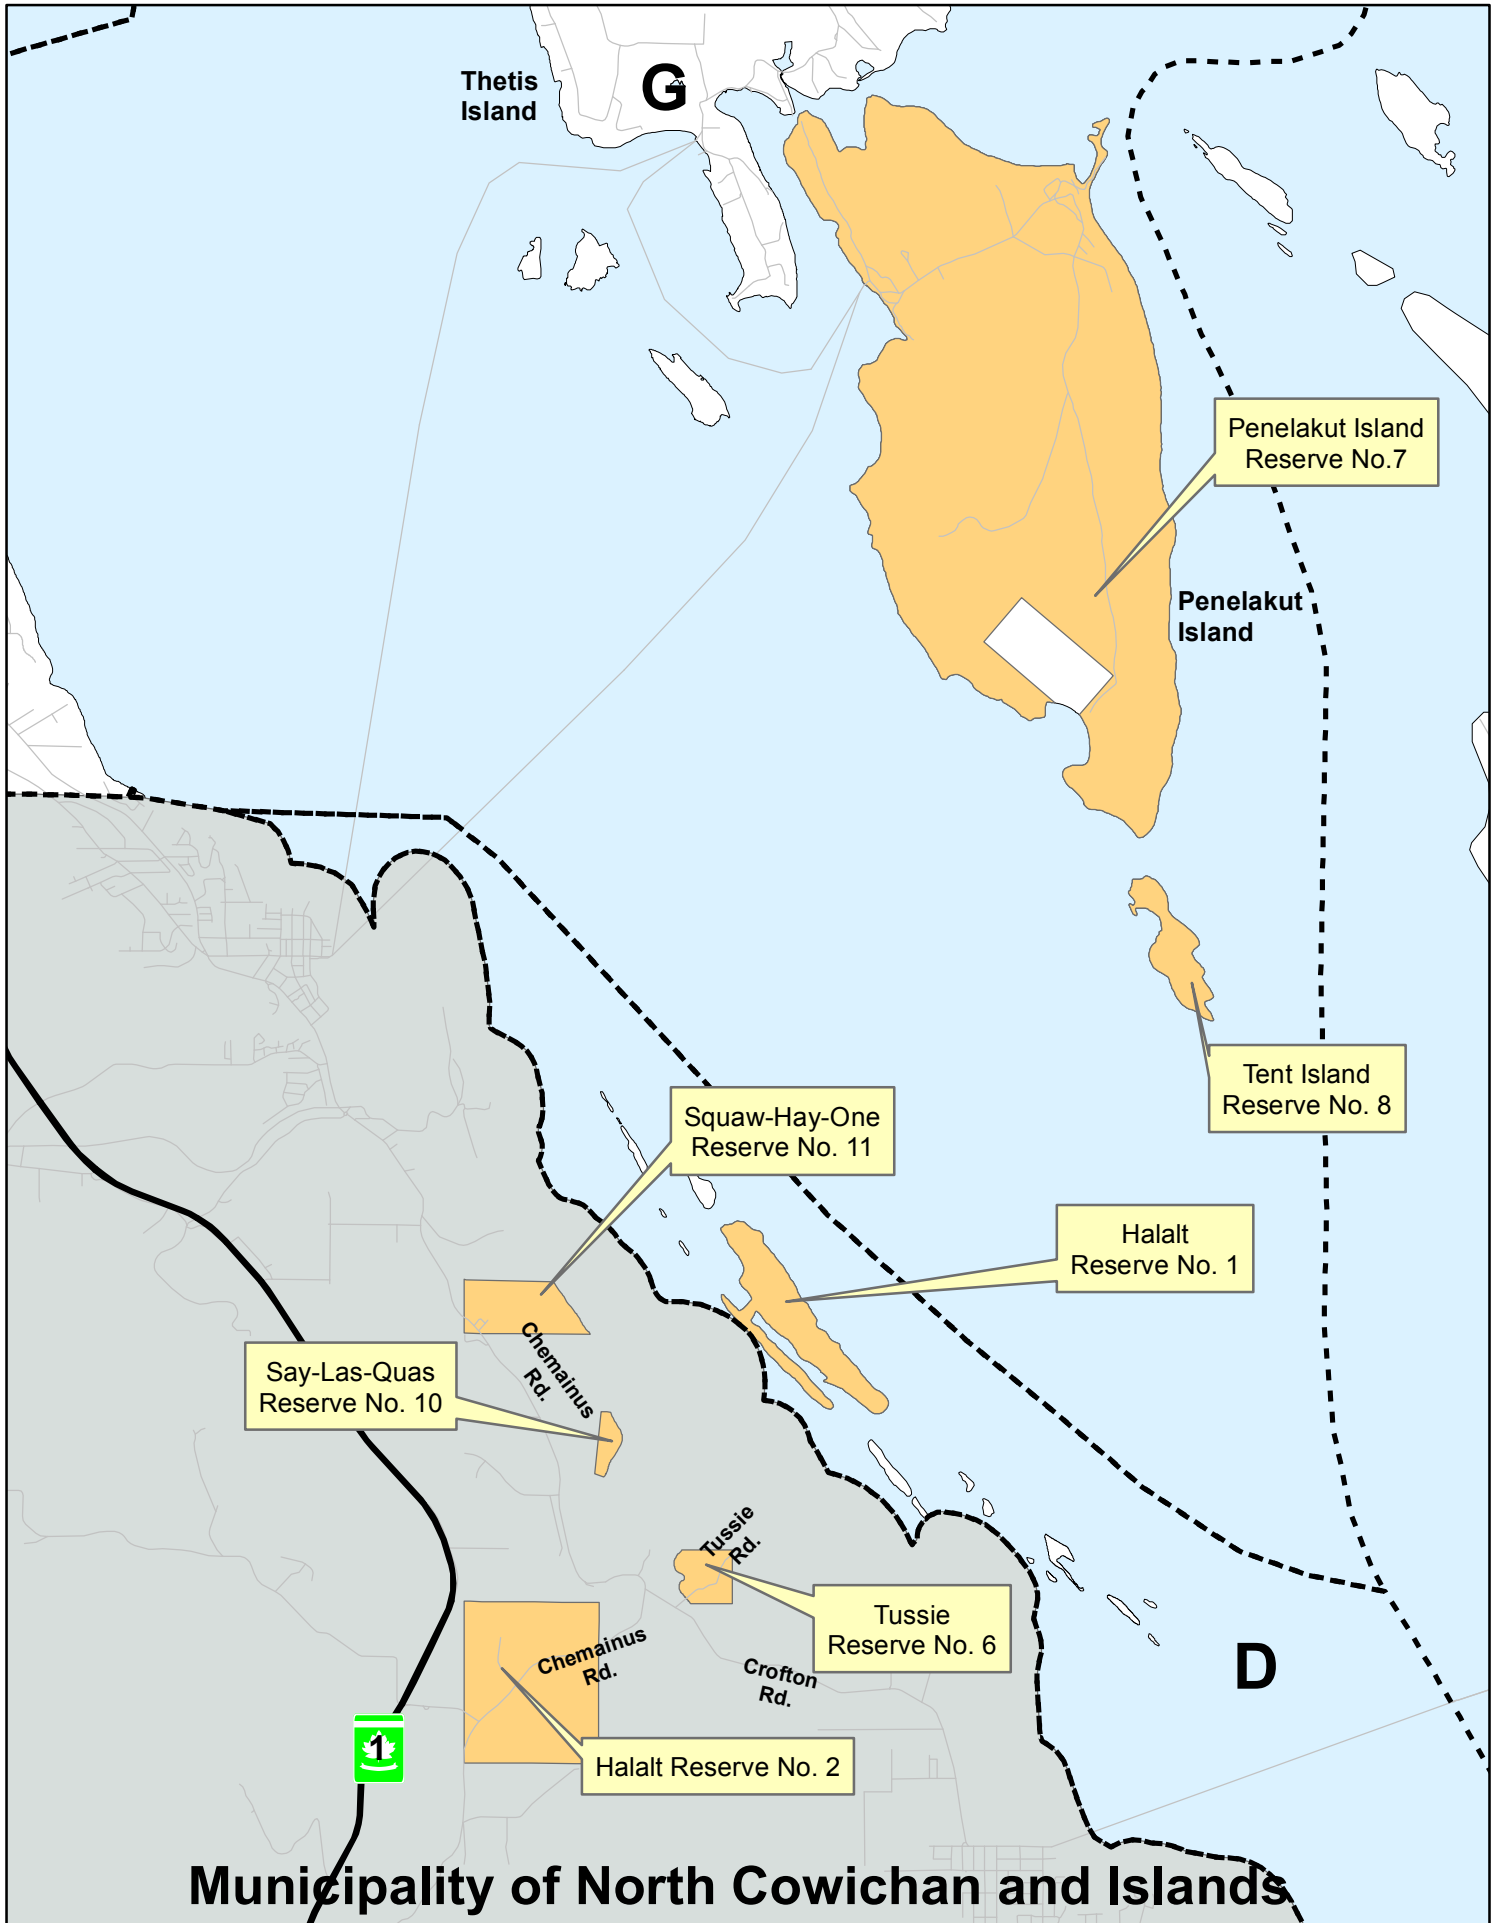 Thetis
Island
G
Penelakut Island
Reserve No.7
Penelakut
Island
Tent Island
Reserve No. 8
Squaw-Hay-One
Reserve No. 11
Halalt
Reserve No. 1
Chemainus
Rd.
Say-Las-Quas
Reserve No. 10
Tussie
Rd.
Tussie
Reserve No. 6
Chemainus
Rd.
Crofton
Rd.
D
1
Halalt Reserve No. 2
Municipality of North Cowichan and Islands